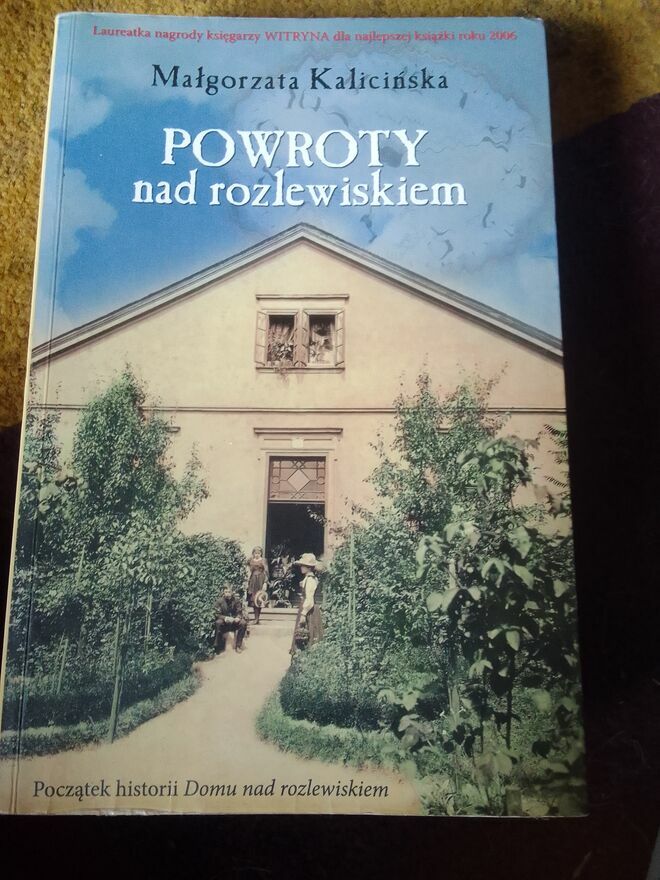 Laureatka nagrody księgarzy WITRYNA dla najlepszej książki roku 2006
Małgorzata Kalicińska
POWROTY
nad rozlewiskiem
Początek historii Domu nad rozlewiskiem